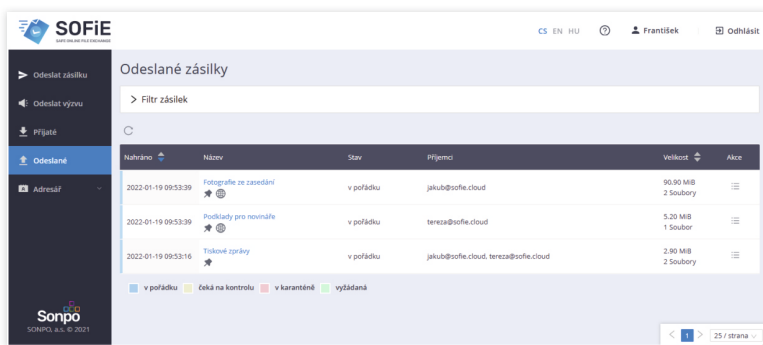 SOFiE
SAFE ONLINE FILE EXCHANGE
CS EN HU
František
Odhlásit
Odeslat zásilku
Odeslat výzvu
Přijaté
Odeslané
Adresář
Odeslané zásilky
Filtr zásilek
Nahráno Název Stav Příjemci Velikost Akce
2022-01-19 09:53:39 Fotografie ze zasedání v pořádku jakub@sofie.cloud 90.90 MiB
2 Soubory
2022-01-19 09:53:39 Podklady pro novináře v pořádku tereza@sofie.cloud 5.20 MiB
1 Soubor
2022-01-19 09:53:16 Tiskové zprávy v pořádku jakub@sofie.cloud, tereza@sofie.cloud 2.90 MiB
2 Soubory
v pořádku čeká na kontrolu v karanténě vyžádaná
Sonpo
SONPO, a.s. © 2021
< 1 > 25 / strana